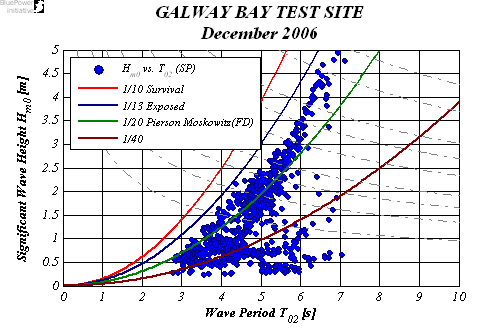 BluePower
initiative
GALWAY BAY TEST SITE
December 2006
Significant Wave Height Hm0 [m]
5
4.5
4
3.5
3
2.5
2
1.5
1
0.5
0
Hm0 vs. T02 (SP)
1/10 Survival
1/13 Exposed
1/20 Pierson Moskowitz(FD)
1/40
0 1 2 3 4 5 6 7 8 9 10
Wave Period T02 [s]